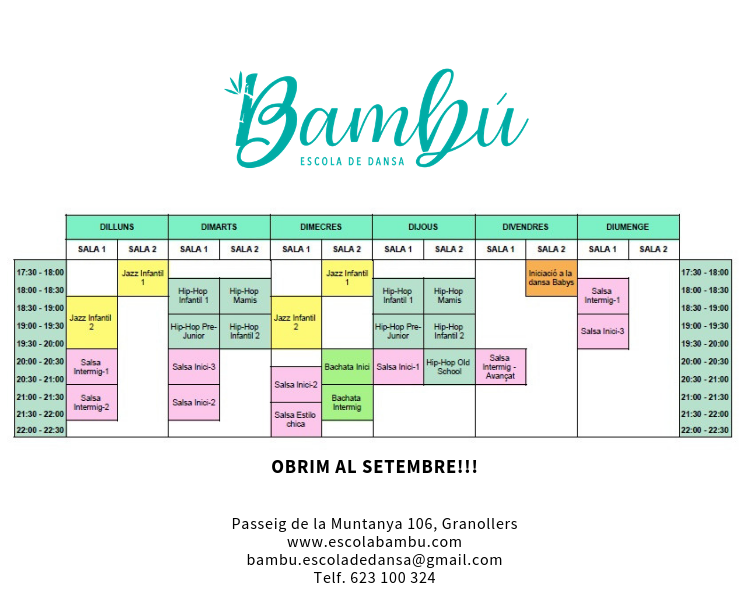 Bambú
ESCOLA DE DANSA
DILLUNS DIMARTS DIMECRES DIJOUS DIVENDRES DIUMENGE
SALA 1 SALA 2 SALA 1 SALA 2 SALA 1 SALA 2 SALA 1 SALA 2 SALA 1 SALA 2 SALA 1 SALA 2
17:30 - 18:00
18:00 - 18:30
18:30 - 19:00
19:00 - 19:30
19:30 - 20:00
20:00 - 20:30
20:30 - 21:00
21:00 - 21:30
21:30 - 22:00
22:00 - 22:30
Jazz Infantil
2
Salsa
Intermig-1
Salsa
Intermig-2
Jazz Infantil
1
Hip-Hop
Infantil 1
Hip-Hop Pre-
Junior
Salsa Inici-3
Salsa Inici-2
Hip-Hop
Mamis
Hip-Hop
Infantil 2
Jazz Infantil
2
Salsa Inici-2
Salsa Estilo
chica
Jazz Infantil
1
Bachata Inici
Bachata
Intermig
Hip-Hop
Infantil 1
Hip-Hop Pre-
Junior
Salsa Inici-1
Hip-Hop
Mamis
Hip-Hop
Infantil 2
Hip-Hop Old
School
Salsa
Intermig -
Avançat
Iniciació a la
dansa Babys
Salsa
Intermig-1
Salsa Inici-3
17:30 - 18:00
18:00 - 18:30
18:30 - 19:00
19:00 - 19:30
19:30 - 20:00
20:00 - 20:30
20:30 - 21:00
21:00 - 21:30
21:30 - 22:00
22:00 - 22:30
OBRIM AL SETEMBRE!!!
Passeig de la Muntanya 106, Granollers
www.escolabambu.com
bambu.escoladedansa@gmail.com
Telf. 623 100 324